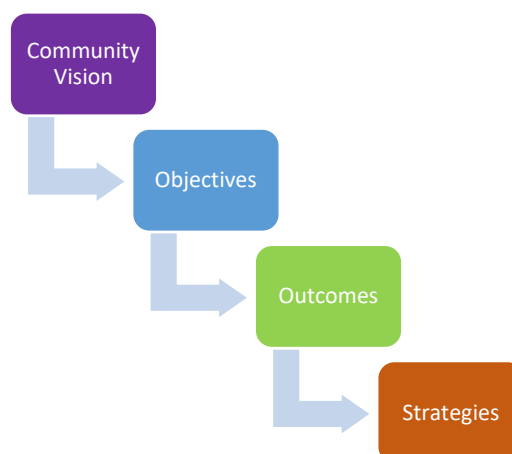 Community
Vision
Objectives
Outcomes
Strategies